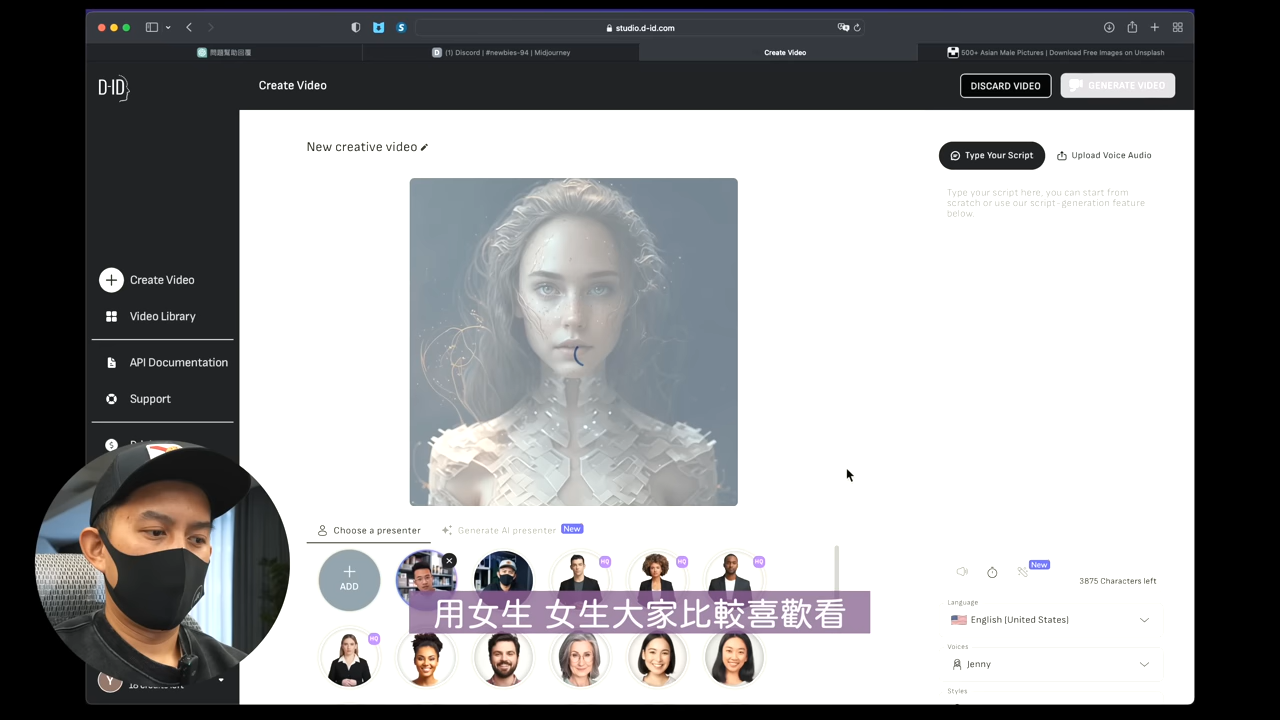 studio.d-id.com
問題幫助回覆
(1) Discord | #newbies-94 | Midjourney
Create Video
500+ Asian Male Pictures | Download Free Images on Unsplash
D-ID
Create Video
DISCARD VIDEO
GENERATE VIDEO
New creative video
Type Your Script
Upload Voice Audio
Type your script here, you can start from
scratch or use our script-generation feature
below.
Create Video
Video Library
API Documentation
Support
Choose a presenter
Generate AI presenter
New
ADD
HQ
HQ
HQ
HQ
New
3875 Characters left
Language
English (United States)
Voices
Jenny
Styles
用女生 女生大家比較喜歡看
Y